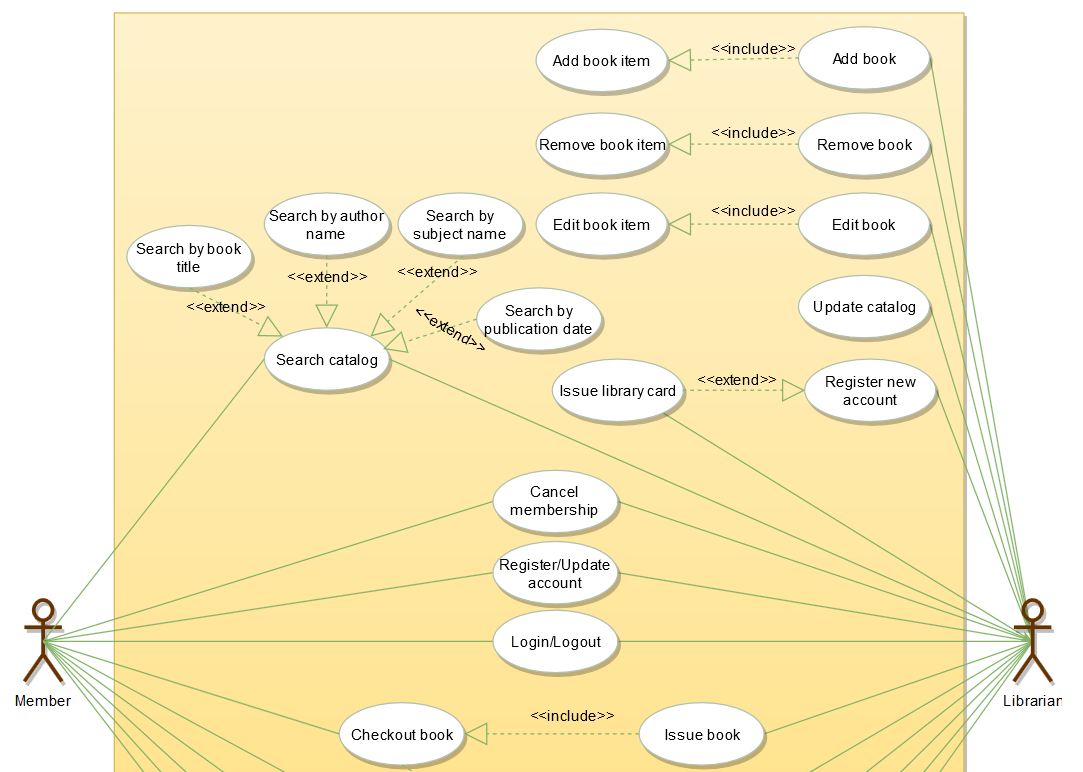 <<include>>
Add book item
Add book
<<include>>
Remove book item
Remove book
Search by author
name
Search by
subject name
<<include>>
Edit book item
Edit book
Search by book
title
<<extend>>
<<extend>>
<<extend>>
<<extend>>
Search by
publication date
Update catalog
Search catalog
Issue library card
<<extend>>
Register new
account
Cancel
membership
Register/Update
account
Login/Logout
Member
Librarian
Checkout book
<<include>>
Issue book